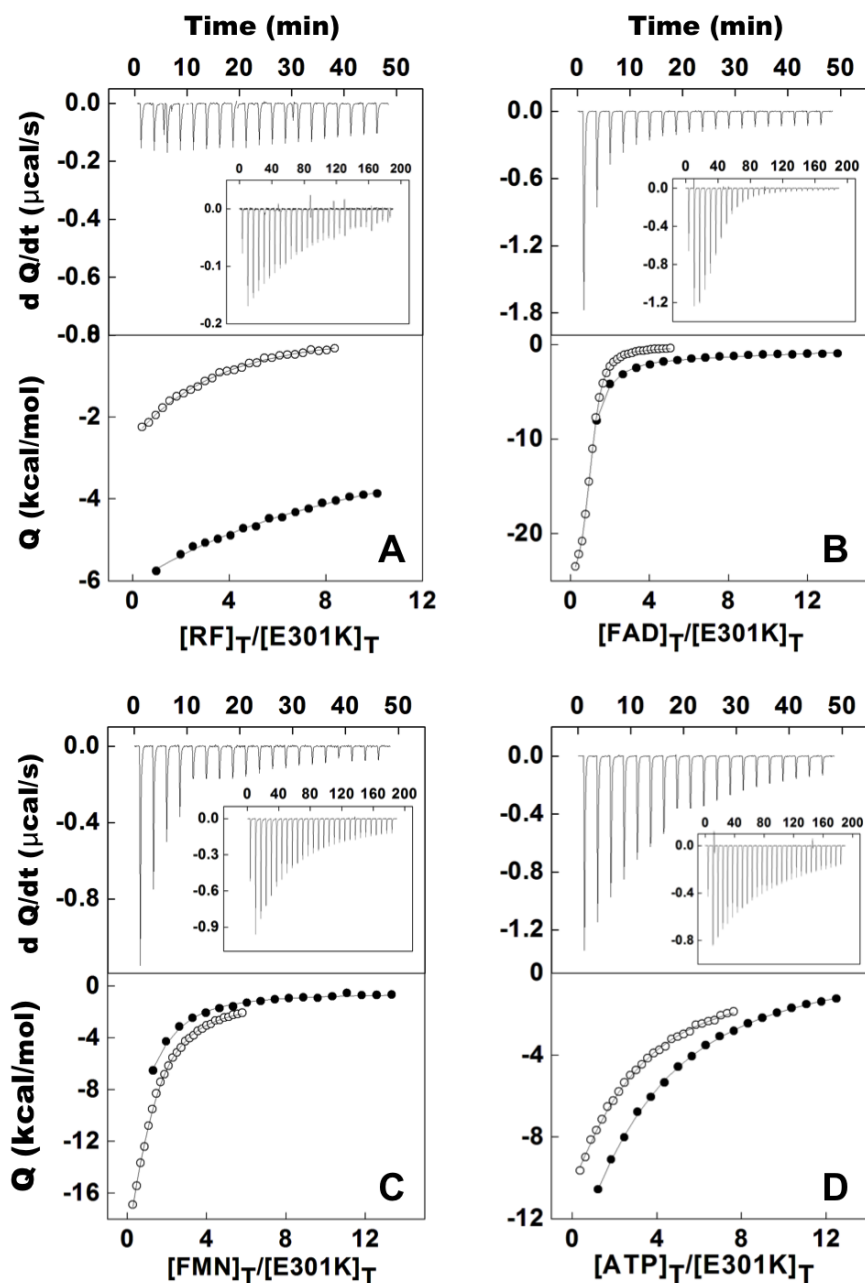 Time (min)
0 10 20 30 40 50
d Q/dt (µcal/s)
0.0
-0.2
-0.4
-0.6
-0.8
0 40 80 120 160 200
0.0
-0.1
-0.2
Q (kcal/mol)
-2
-4
-6
A
0 4 8 12
[RF]T/[E301K]T
Time (min)
0 10 20 30 40 50
0.0
-0.6
-1.2
-1.8
0 40 80 120 160 200
0.0
-0.4
-0.8
-1.2
0
-10
-20
B
0 4 8 12
[FAD]T/[E301K]T
0 10 20 30 40 50
d Q/dt (µcal/s)
0.0
-0.4
-0.8
0 40 80 120 160 200
0.0
-0.3
-0.6
-0.9
Q (kcal/mol)
0
-4
-8
-12
-16
C
0 4 8 12
[FMN]T/[E301K]T
0 10 20 30 40 50
0.0
-0.4
-0.8
-1.2
0 40 80 120 160 200
0.0
-0.4
-0.8
0
-4
-8
-12
D
0 4 8 12
[ATP]T/[E301K]T